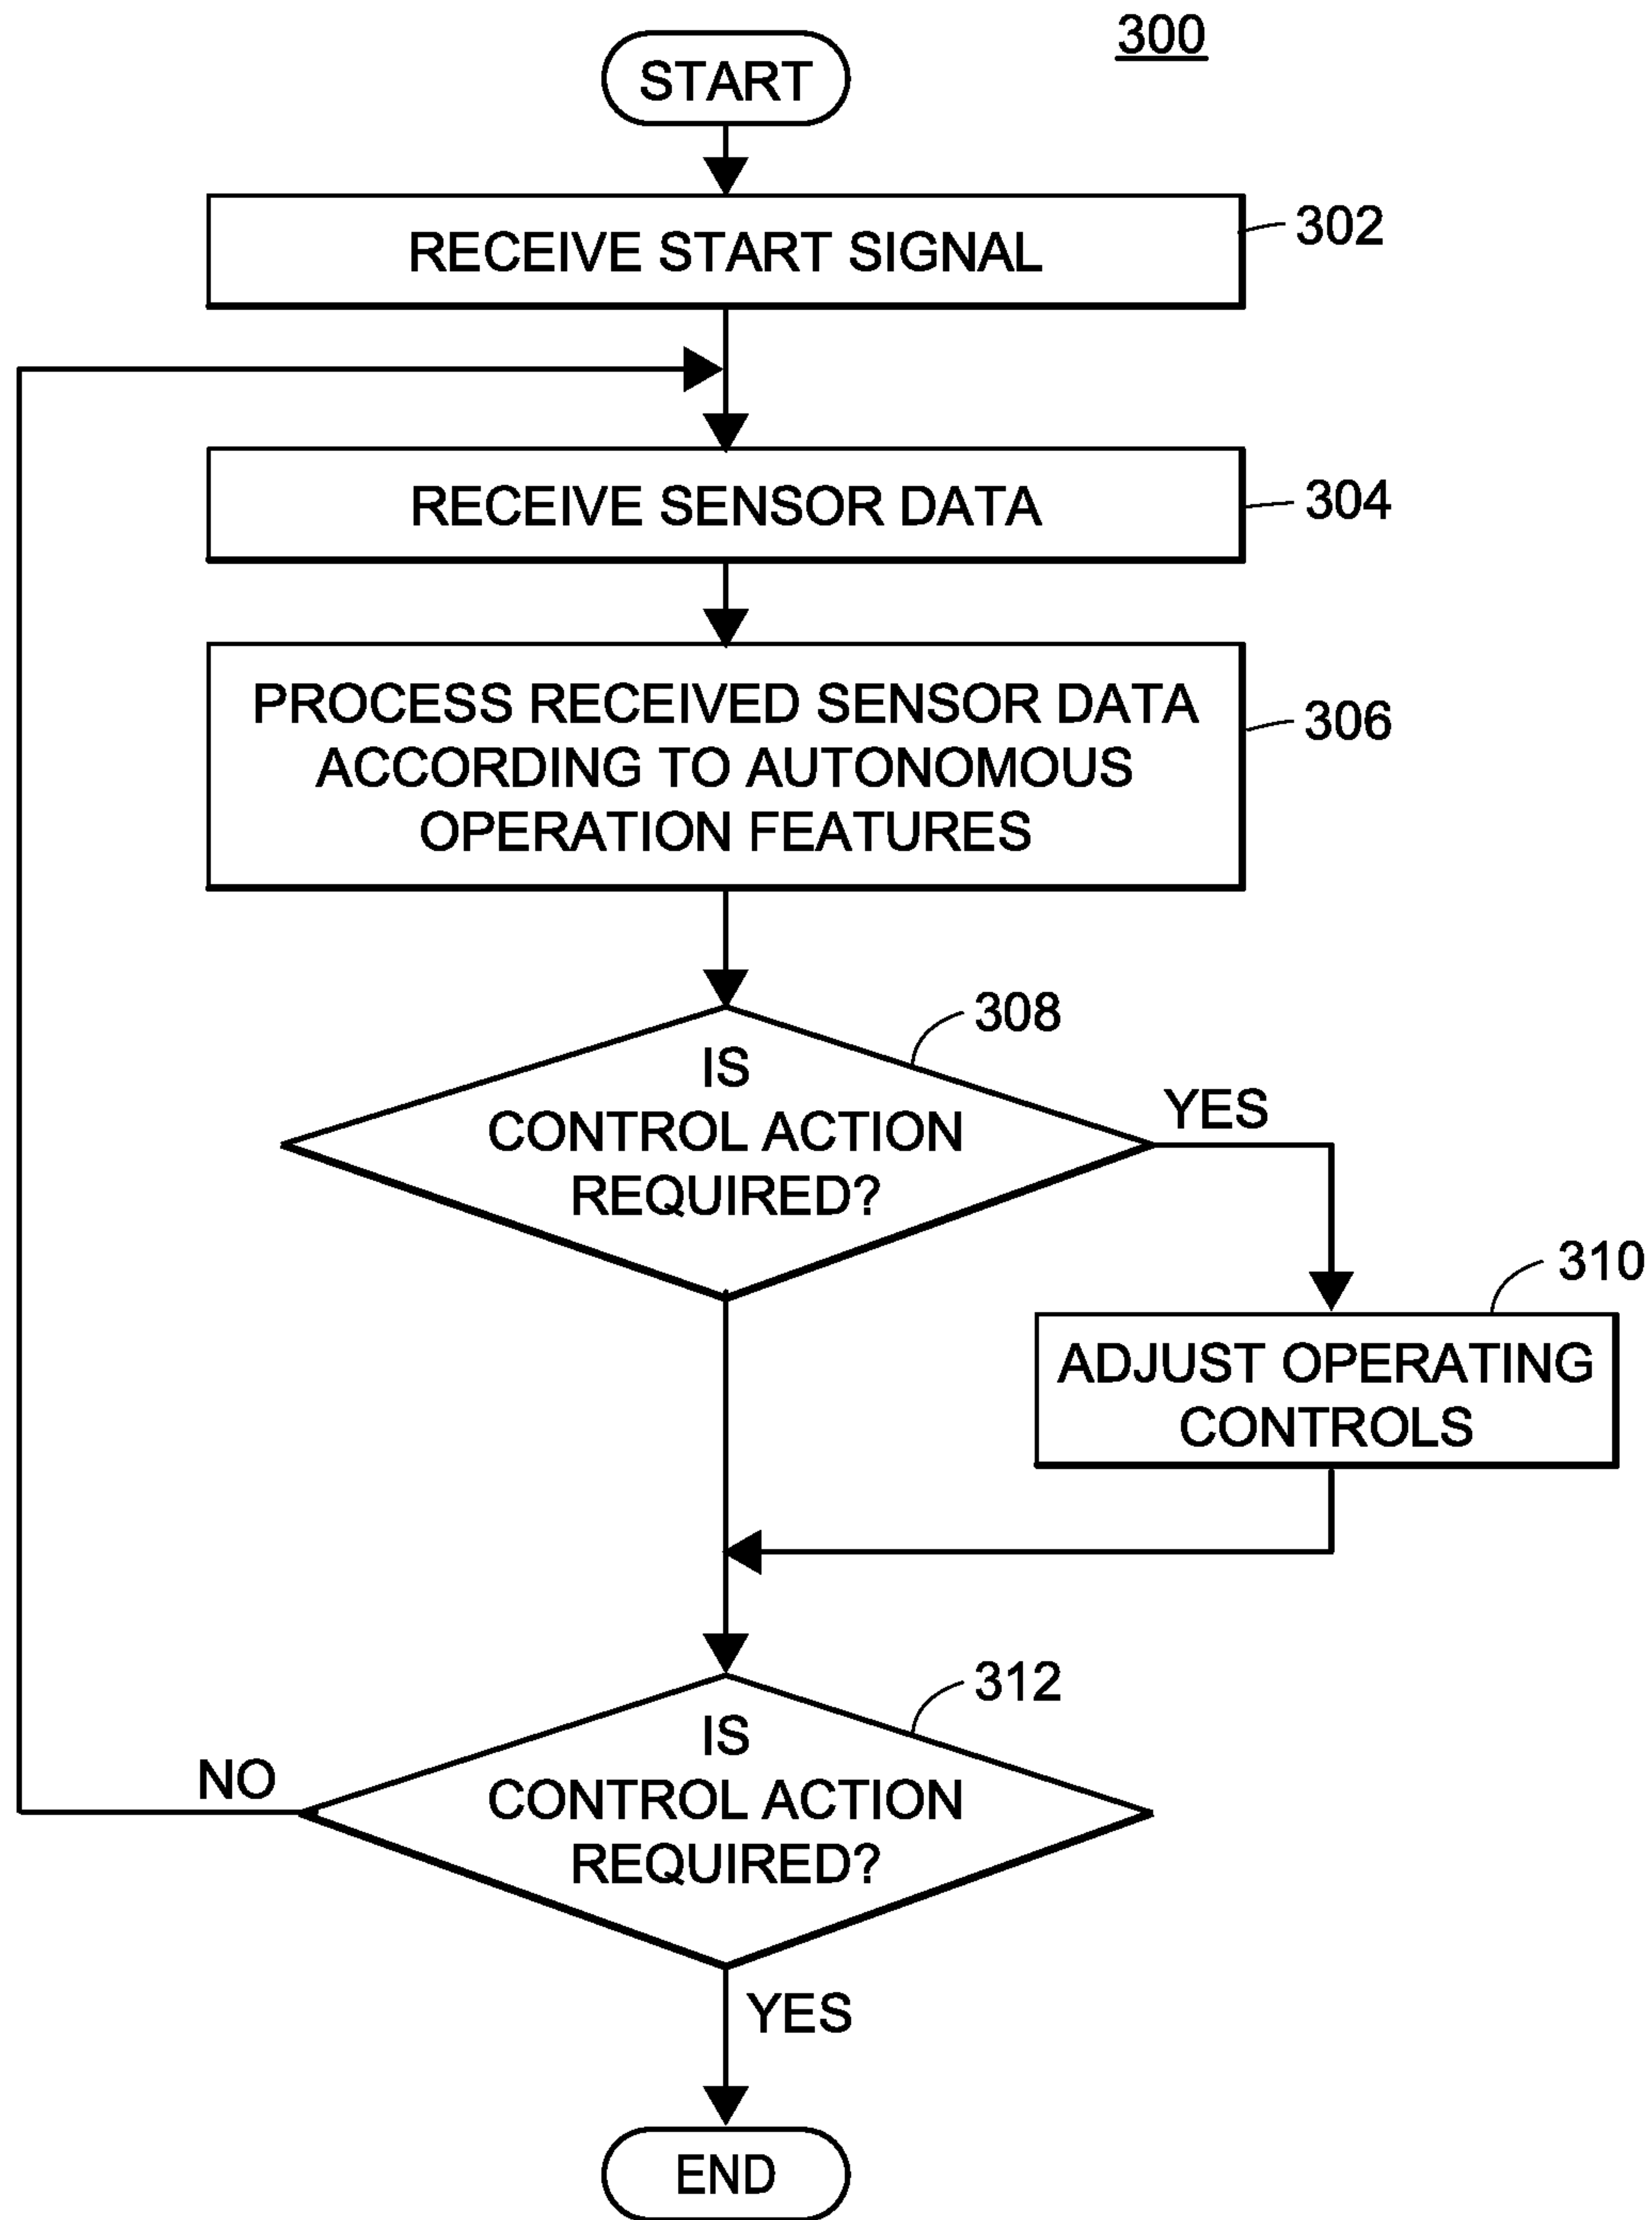 300
START
RECEIVE START SIGNAL
302
RECEIVE SENSOR DATA
304
PROCESS RECEIVED SENSOR DATA
ACCORDING TO AUTONOMOUS
OPERATION FEATURES
306
308
IS
CONTROL ACTION
REQUIRED?
YES
310
ADJUST OPERATING
CONTROLS
312
IS
CONTROL ACTION
REQUIRED?
NO
YES
END